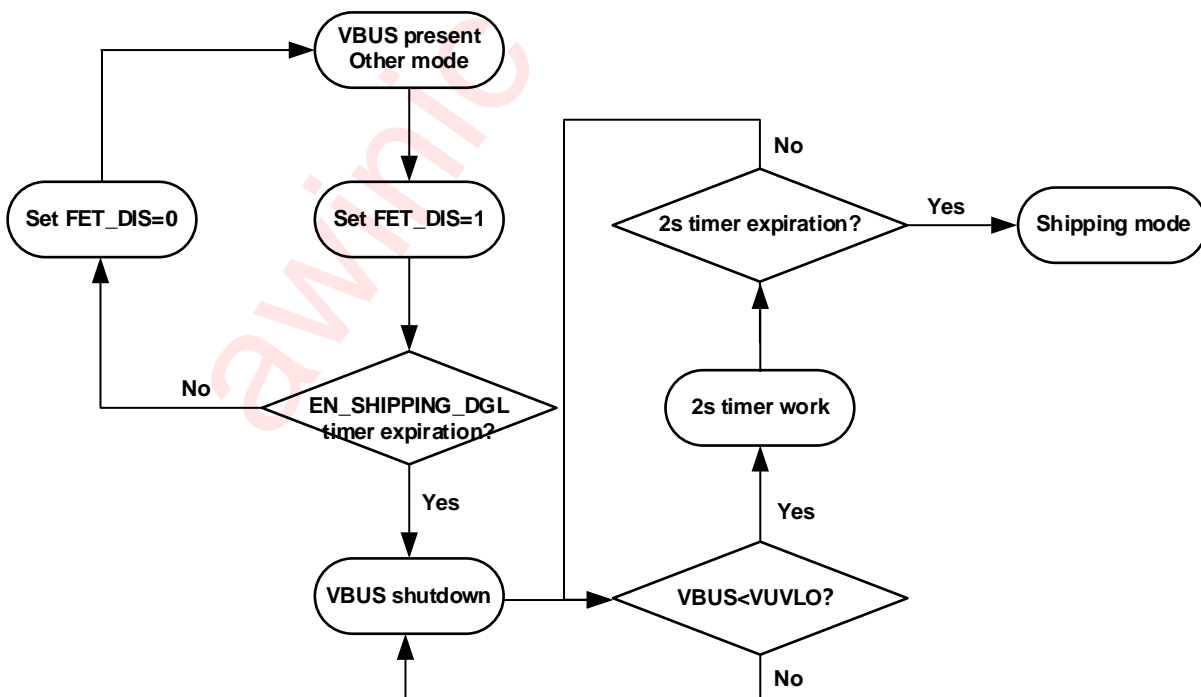 VBUS present
Other mode
No
Set FET_DIS=0
Set FET_DIS=1
2s timer expiration?
Yes
Shipping mode
No
EN_SHIPPING_DGL
timer expiration?
2s timer work
Yes
Yes
VBUS shutdown
VBUS<VUVLO?
No
awinic